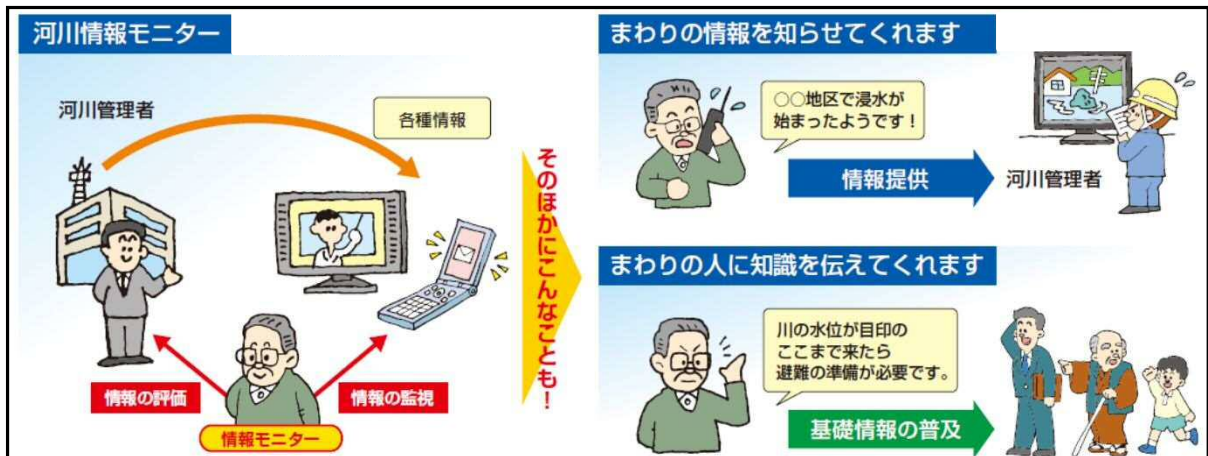 河川情報モニター
河川管理者
各種情報
情報の評価
情報の監視
情報モニター
そのほかにこんなことも！
まわりの情報を知らせてくれます
○○地区で浸水が
始まったようです！
情報提供
河川管理者
まわりの人に知識を伝えてくれます
川の水位が目印の
ここまで来たら
避難の準備が必要です。
基礎情報の普及